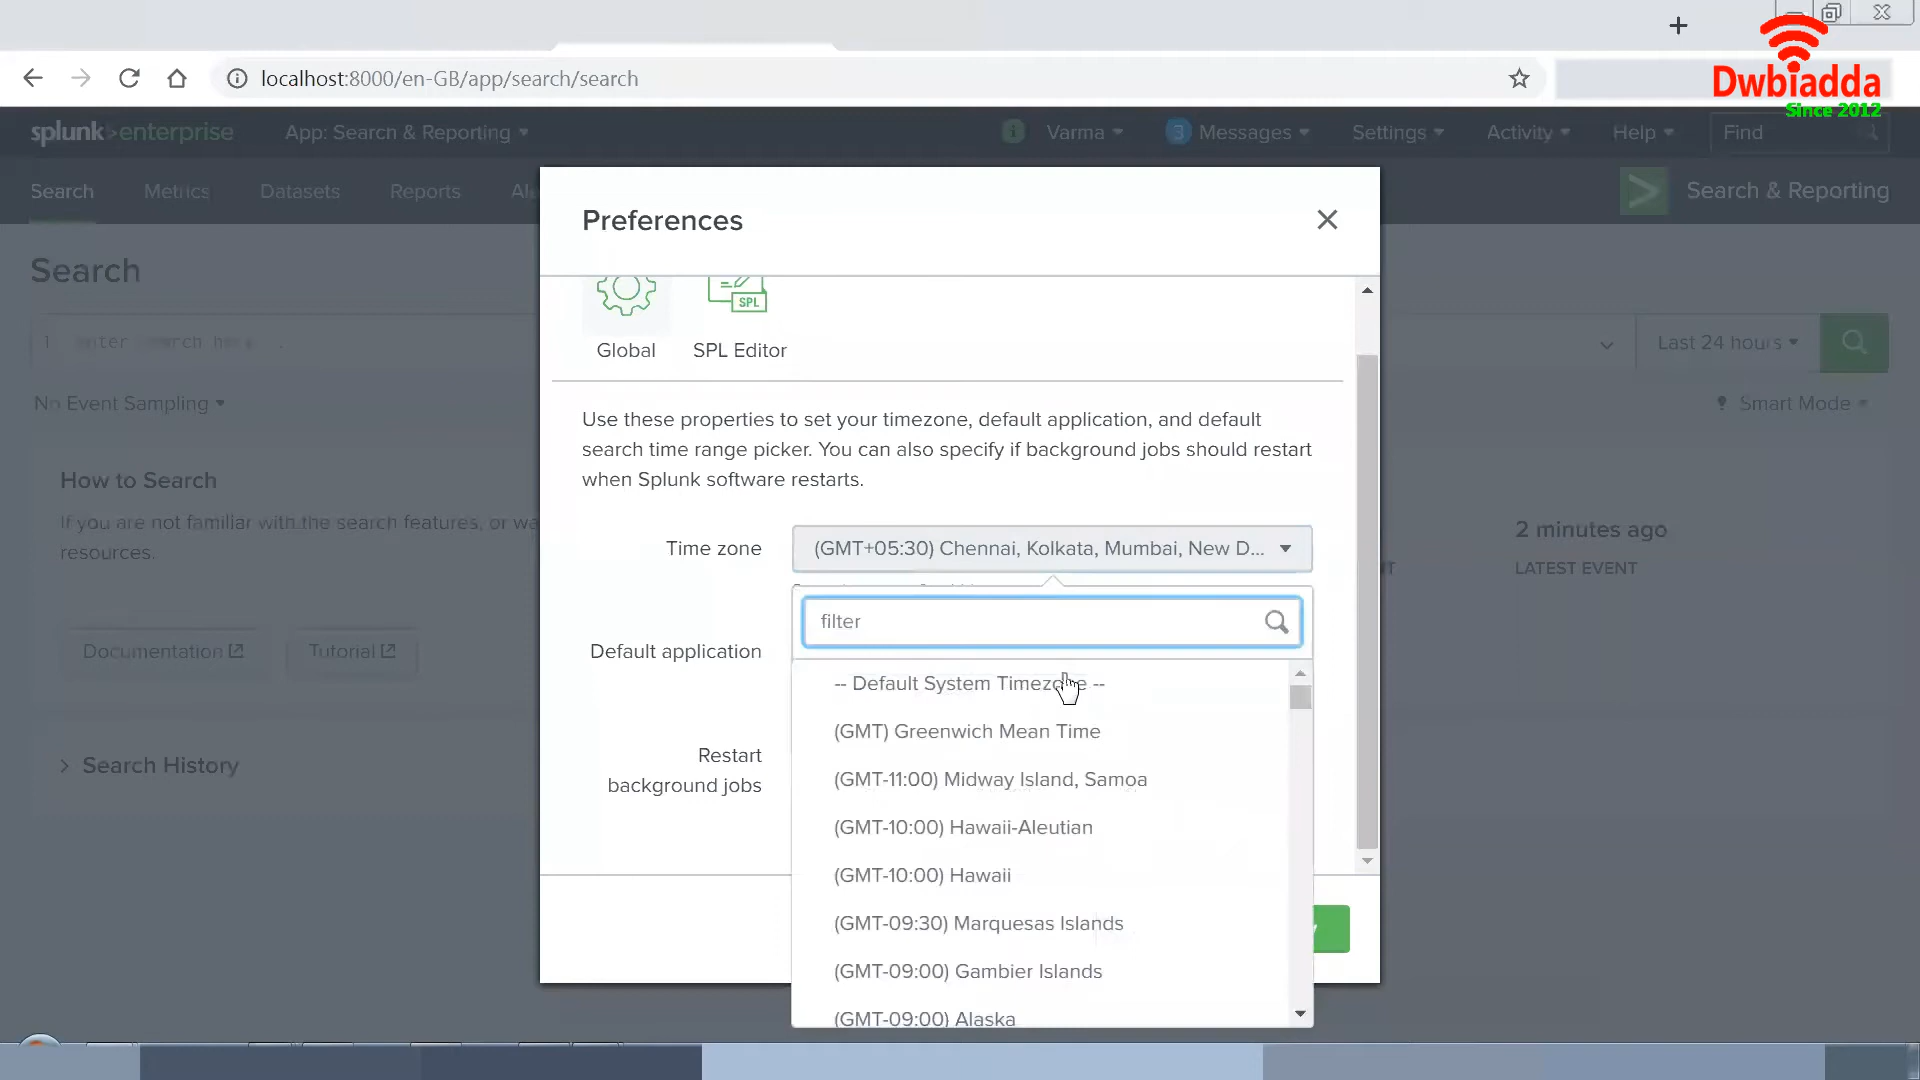 localhost:8000/en-GB/app/search/search
Dwbiadda
Since 2012
splunk>enterprise
App: Search & Reporting
i
Varma
3 Messages
Settings
Activity
Help
Find
Search
Metrics
Datasets
Reports
Search & Reporting
Search
Preferences
×
1 enter search here
Last 24 hours
SPL
Global
SPL Editor
No Event Sampling
Smart Mode
Use these properties to set your timezone, default application, and default
search time range picker. You can also specify if background jobs should restart
when Splunk software restarts.
How to Search
If you are not familiar with the search features, or
resources.
Documentation
Tutorial
2 minutes ago
LATEST EVENT
Search History
Time zone
(GMT+05:30) Chennai, Kolkata, Mumbai, New D...
filter
Default application
-- Default System Timezone --
(GMT) Greenwich Mean Time
Restart
background jobs
(GMT-11:00) Midway Island, Samoa
(GMT-10:00) Hawaii-Aleutian
(GMT-10:00) Hawaii
(GMT-09:30) Marquesas Islands
(GMT-09:00) Gambier Islands
(GMT-09:00) Alaska